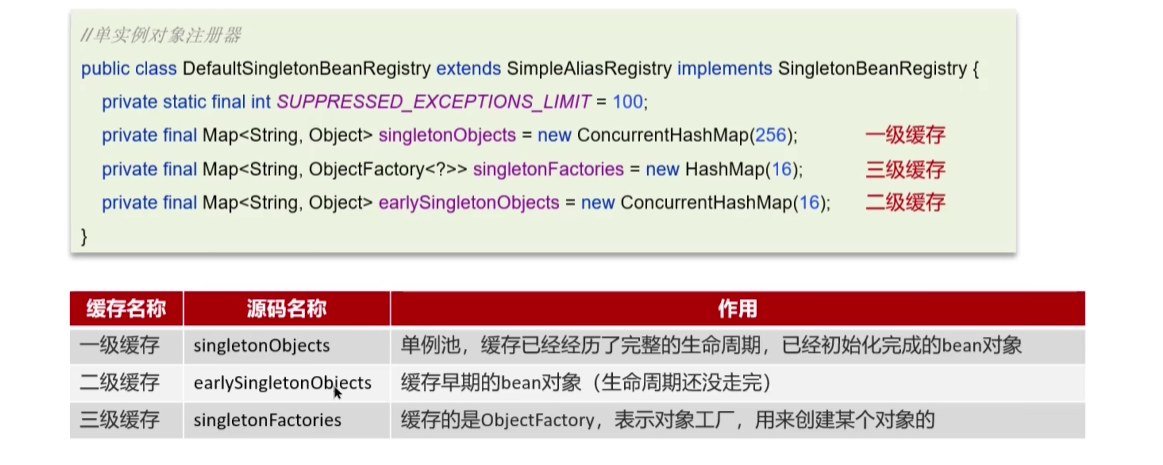 //单实例对象注册器
public class DefaultSingletonBeanRegistry extends SimpleAliasRegistry implements SingletonBeanRegistry {
private static final int SUPPRESSED_EXCEPTIONS_LIMIT = 100;
private final Map<String, Object> singletonObjects = new ConcurrentHashMap(256); 一级缓存
private final Map<String, ObjectFactory<?>> singletonFactories = new HashMap(16); 三级缓存
private final Map<String, Object> earlySingletonObjects = new ConcurrentHashMap(16); 二级缓存
}
缓存名称 源码名称 作用
一级缓存 singletonObjects 单例池，缓存已经经历了完整的生命周期，已经初始化完成的bean对象
二级缓存 earlySingletonObjects 缓存早期的bean对象（生命周期还没走完）
三级缓存 singletonFactories 缓存的是ObjectFactory，表示对象工厂，用来创建某个对象的